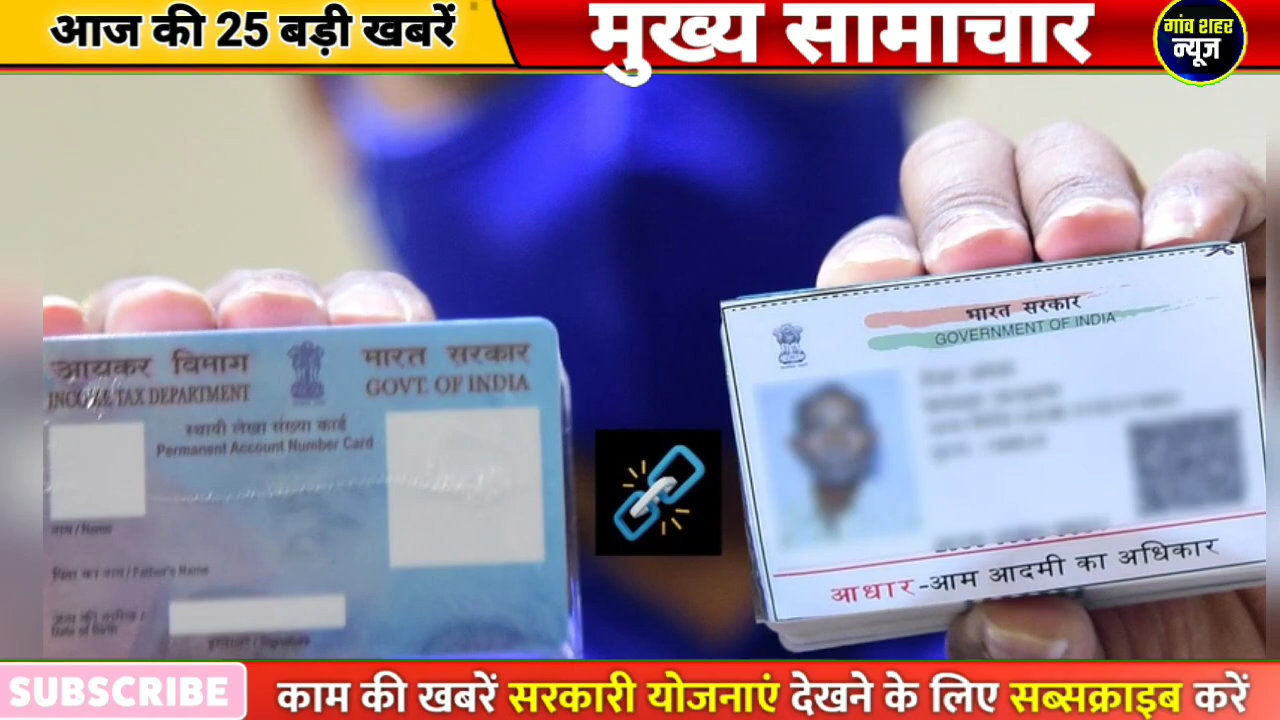 आज की 25 बड़ी खबरें
मुख्य सामाचार
गांव शहर
न्यूज
आयकर विभाग
INCOME TAX DEPARTMENT
भारत सरकार
GOVT. OF INDIA
स्थायी लेखा संख्या कार्ड
Permanent Account Number Card
नाम / Name
पिता का नाम / Father's Name
जन्म की तारीख /
Date of Birth
हस्ताक्षर / Signature
भारत सरकार
GOVERNMENT OF INDIA
आधार-आम आदमी का अधिकार
SUBSCRIBE
काम की खबरें सरकारी योजनाएं देखने के लिए सब्सक्राइब करें